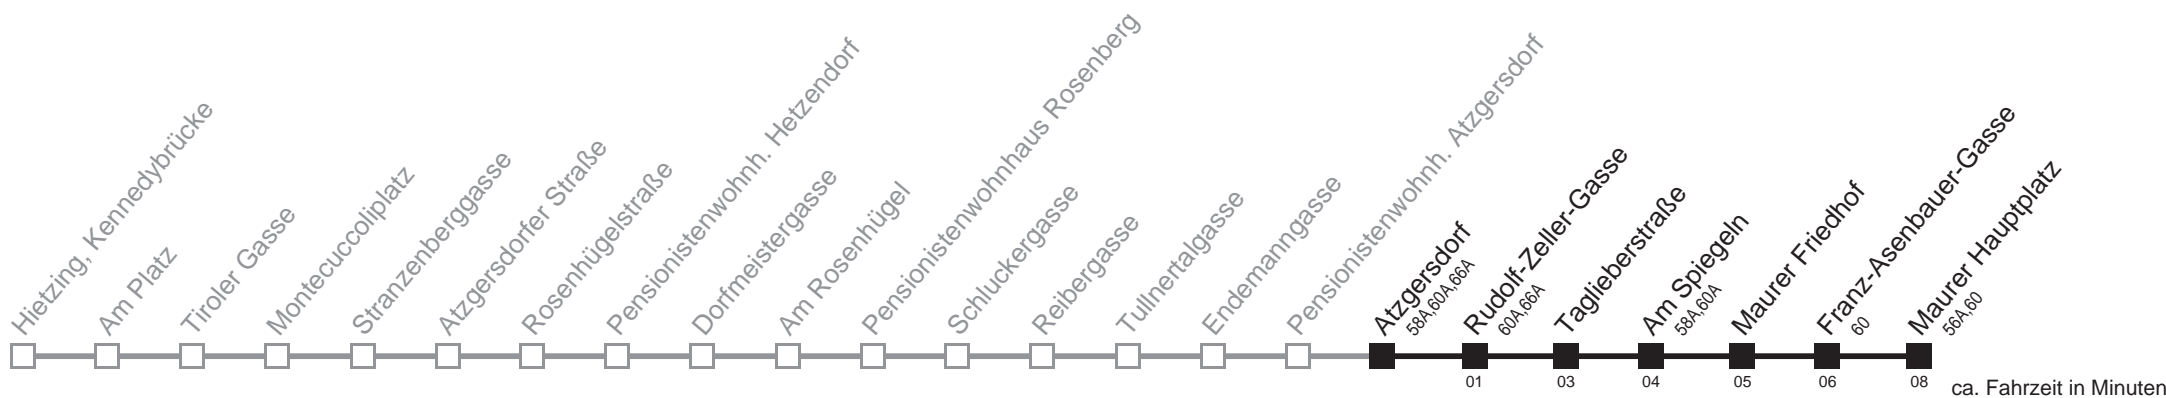 Hietzing, Kennedybrücke
Am Platz
Tiroler Gasse
Montecuccoliplatz
Stranzenberggasse
Atzgersdorfer Straße
Rosenhügelstraße
Pensionistenwohnh. Hetzendorf
Dorfmeistergasse
Am Rosenhügel
Pensionistenwohnhaus Rosenberg
Schluckergasse
Reibergasse
Tullnertalgasse
Endemanngasse
Pensionistenwohnh. Atzgersdorf
Atzgersdorf
58A,60A,66A
Rudolf-Zeller-Gasse
60A,66A
Taglieberstraße
Am Spiegeln
58A,60A
Maurer Friedhof
Franz-Asenbauer-Gasse
60
Maurer Hauptplatz
56A,60
01 03 04 05 06 08
ca. Fahrzeit in Minuten